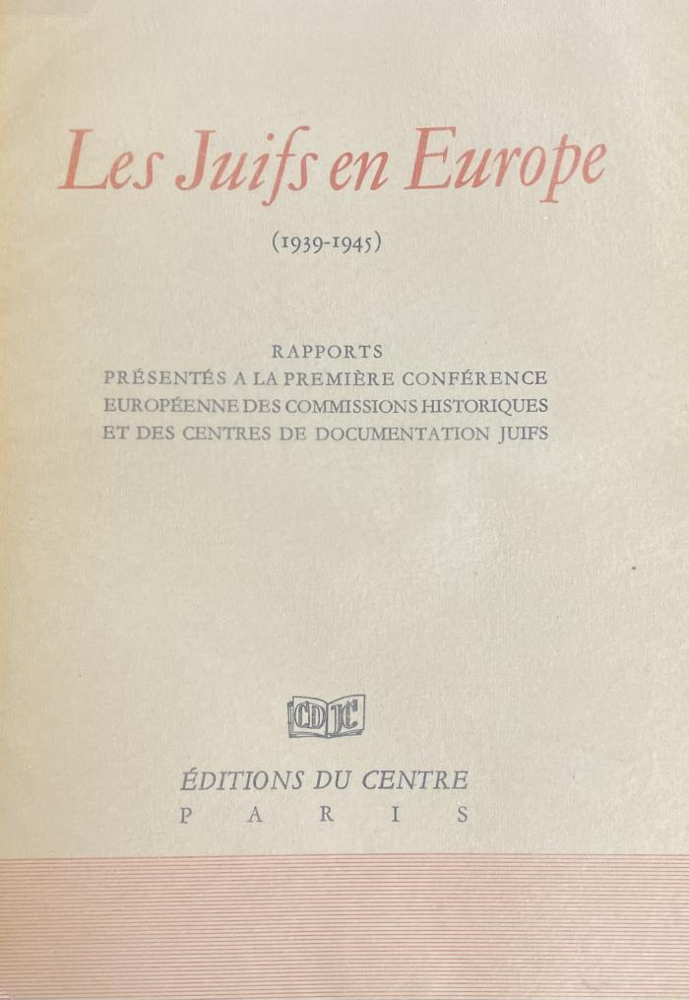 Les Juifs en Europe
(1939-1945)
RAPPORTS
PRÉSENTÉS A LA PREMIÈRE CONFÉRENCE
EUROPÉENNE DES COMMISSIONS HISTORIQUES
ET DES CENTRES DE DOCUMENTATION JUIFS
CDJC
ÉDITIONS DU CENTRE
PARIS